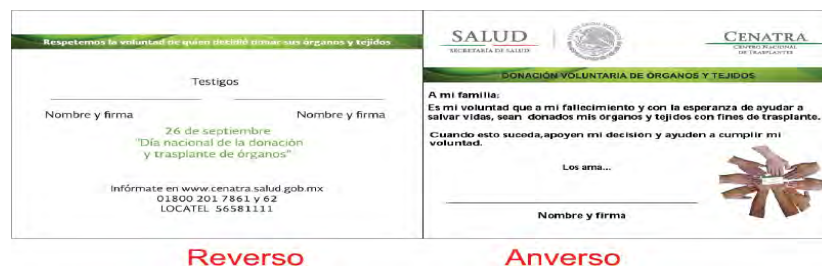 Respetemos la voluntad de quien decidió donar sus órganos y tejidos
Testigos
Nombre y firma Nombre y firma
26 de septiembre
"Día nacional de la donación
y trasplante de órganos"
Infórmate en www.cenatra.salud.gob.mx
01800 201 7861 y 62
LOCATEL 56581111
Reverso
SALUD
SECRETARÍA DE SALUD
CENATRA
CENTRO NACIONAL
DE TRASPLANTES
DONACIÓN VOLUNTARIA DE ÓRGANOS Y TEJIDOS
A mi familia:
Es mi voluntad que a mi fallecimiento y con la esperanza de ayudar a
salvar vidas, sean donados mis órganos y tejidos con fines de trasplante.
Cuando esto suceda,apoyen mi decisión y ayuden a cumplir mi
voluntad.
Los ama...
Nombre y firma
Anverso